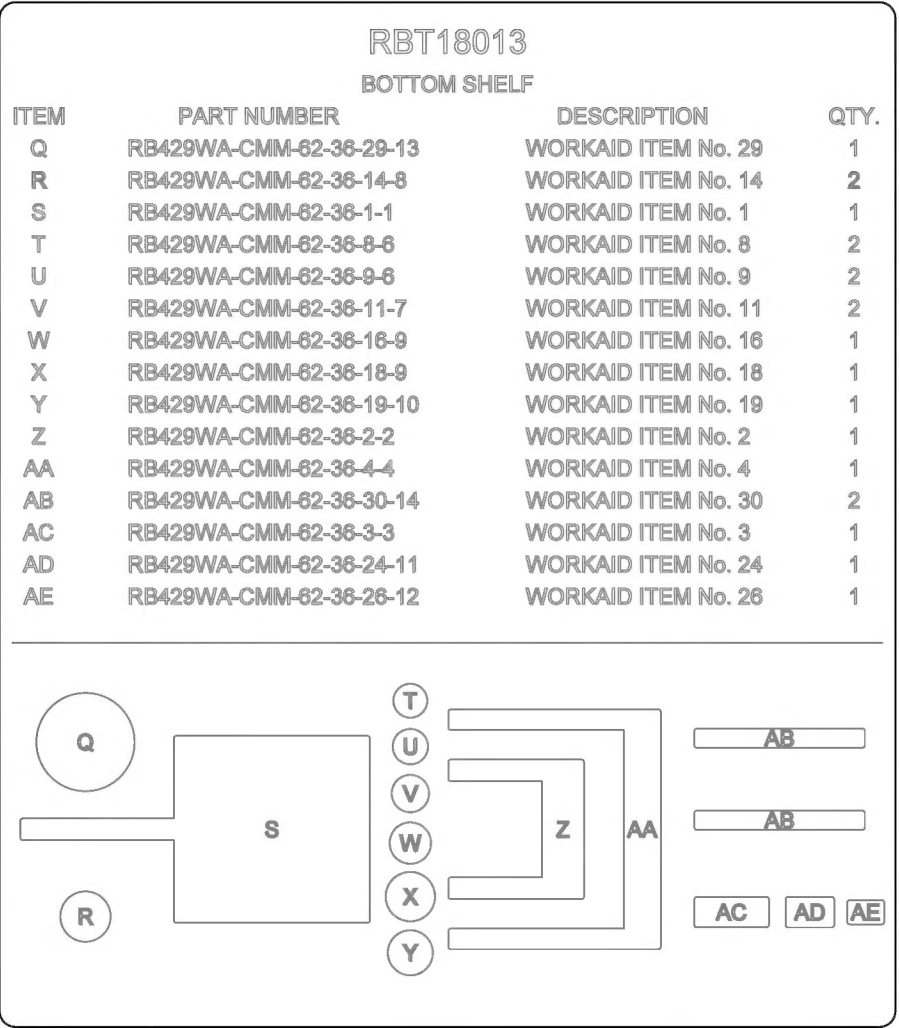 RBT18013
BOTTOM SHELF
ITEM PART NUMBER DESCRIPTION QTY.
Q RB429WA-CMM-62-36-29-13 WORKAID ITEM No. 29 1
R RB429WA-CMM-62-36-14-8 WORKAID ITEM No. 14 2
S RB429WA-CMM-62-36-1-1 WORKAID ITEM No. 1 1
T RB429WA-CMM-62-36-8-6 WORKAID ITEM No. 8 2
U RB429WA-CMM-62-36-9-6 WORKAID ITEM No. 9 2
V RB429WA-CMM-62-36-11-7 WORKAID ITEM No. 11 2
W RB429WA-CMM-62-36-16-9 WORKAID ITEM No. 16 1
X RB429WA-CMM-62-36-18-9 WORKAID ITEM No. 18 1
Y RB429WA-CMM-62-36-19-10 WORKAID ITEM No. 19 1
Z RB429WA-CMM-62-36-2-2 WORKAID ITEM No. 2 1
AA RB429WA-CMM-62-36-4-4 WORKAID ITEM No. 4 1
AB RB429WA-CMM-62-36-30-14 WORKAID ITEM No. 30 2
AC RB429WA-CMM-62-36-3-3 WORKAID ITEM No. 3 1
AD RB429WA-CMM-62-36-24-11 WORKAID ITEM No. 24 1
AE RB429WA-CMM-62-36-26-12 WORKAID ITEM No. 26 1
Q
R
S
T
U
V
W
X
Y
Z
AA
AB
AB
AC AD AE